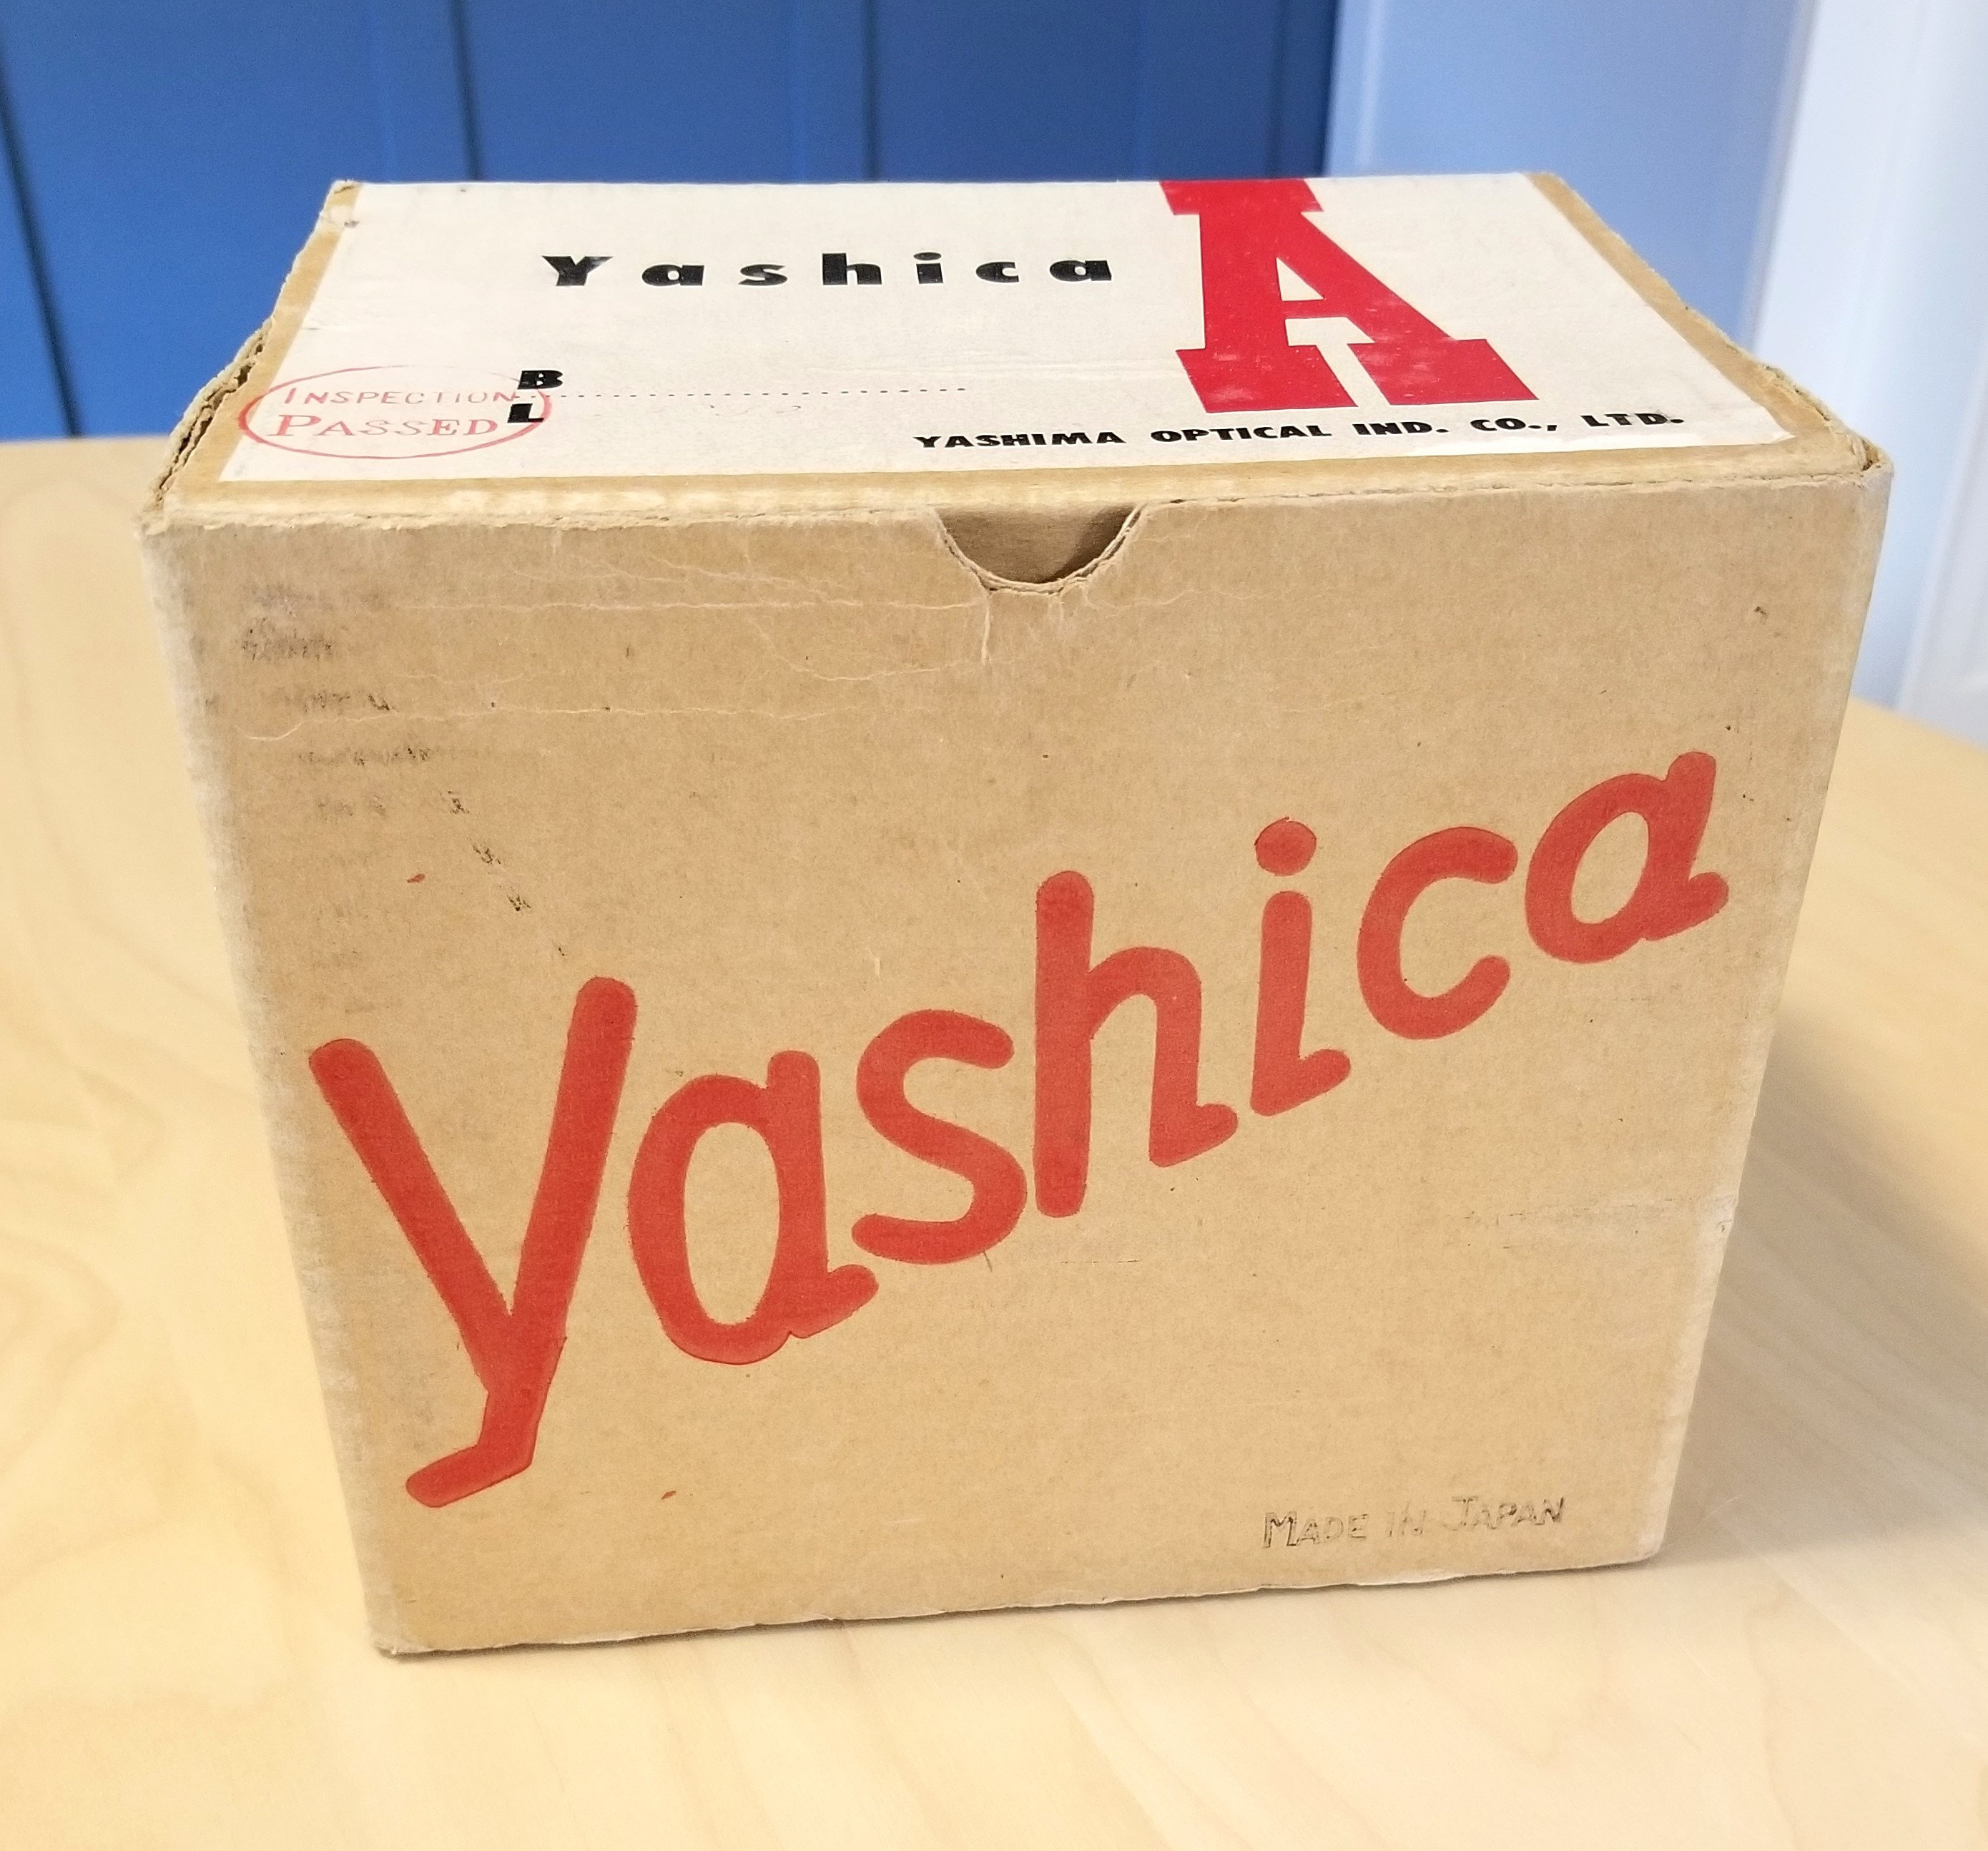 Yashica A
B
L
INSPECTION
PASSED
YASHIMA OPTICAL IND. CO., LTD.
Yashica
MADE IN JAPAN